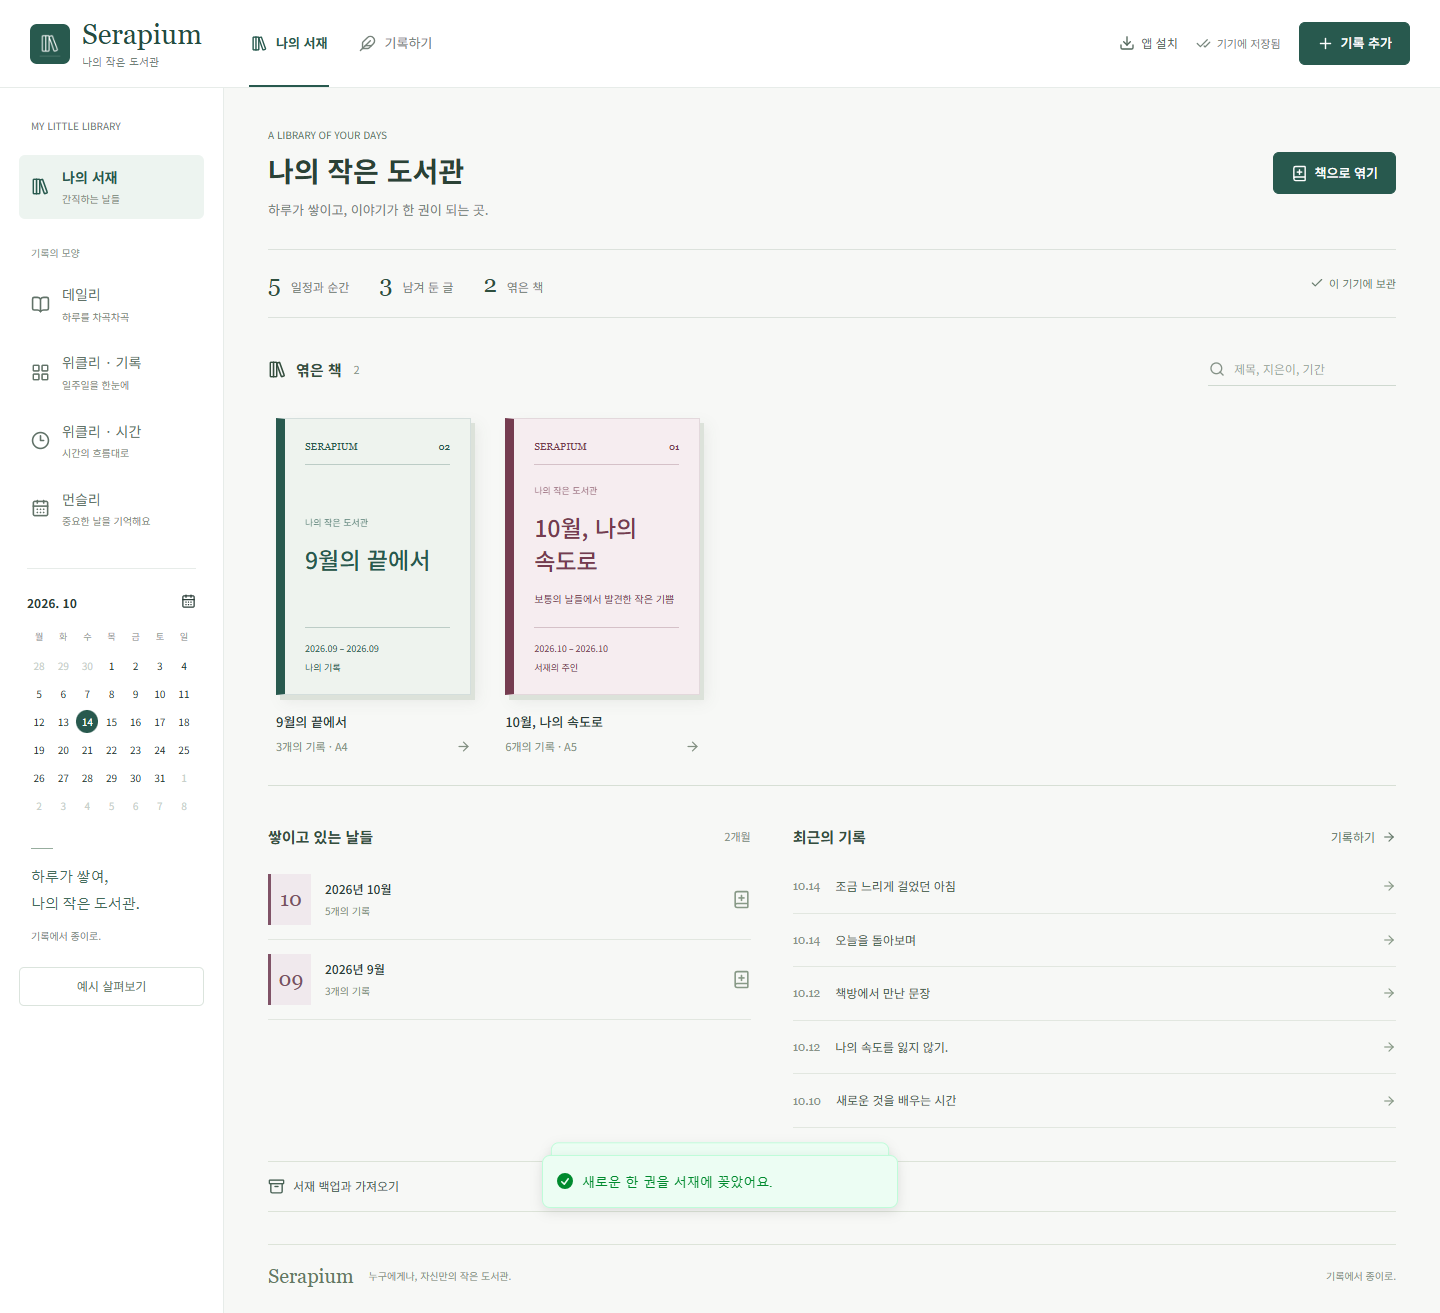 Serapium
나의 작은 도서관
나의 서재
기록하기
앱 설치
기기에 저장됨
기록 추가
MY LITTLE LIBRARY
나의 서재
간직하는 날들
기록의 모양
데일리
하루를 차곡차곡
위클리 · 기록
일주일을 한눈에
위클리 · 시간
시간의 흐름대로
먼슬리
중요한 날을 기억해요
2026. 10
월 화 수 목 금 토 일
28 29 30 1 2 3 4
5 6 7 8 9 10 11
12 13 14 15 16 17 18
19 20 21 22 23 24 25
26 27 28 29 30 31 1
2 3 4 5 6 7 8
하루가 쌓여,
나의 작은 도서관.
기록에서 종이로.
예시 살펴보기
A LIBRARY OF YOUR DAYS
나의 작은 도서관
하루가 쌓이고, 이야기가 한 권이 되는 곳.
책으로 엮기
5 일정과 순간
3 남겨 둔 글
2 엮은 책
이 기기에 보관
엮은 책 2
제목, 지은이, 기간
SERAPIUM 02
나의 작은 도서관
9월의 끝에서
2026.09 – 2026.09
나의 기록
9월의 끝에서
3개의 기록 · A4
SERAPIUM 01
나의 작은 도서관
10월, 나의
속도로
보통의 날들에서 발견한 작은 기쁨
2026.10 – 2026.10
서재의 주인
10월, 나의 속도로
6개의 기록 · A5
쌓이고 있는 날들
2개월
10
2026년 10월
5개의 기록
09
2026년 9월
3개의 기록
최근의 기록
기록하기
10.14 조금 느리게 걸었던 아침
10.14 오늘을 돌아보며
10.12 책방에서 만난 문장
10.12 나의 속도를 잃지 않기.
10.10 새로운 것을 배우는 시간
서재 백업과 가져오기
새로운 한 권을 서재에 꽂았어요.
Serapium
누구에게나, 자신만의 작은 도서관.
기록에서 종이로.